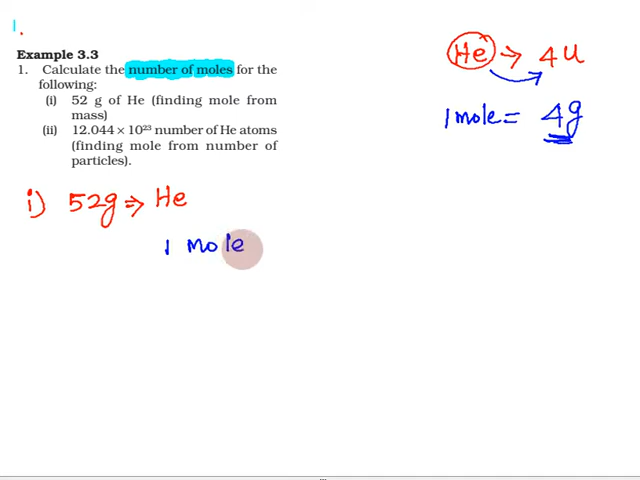 1.
Example 3.3
1. Calculate the number of moles for the
following:
(i) 52 g of He (finding mole from
mass)
(ii) 12.044 × 10²³ number of He atoms
(finding mole from number of
particles).
He → 4u
1 mole = 4g
i) 52g ⇒ He
1 mole